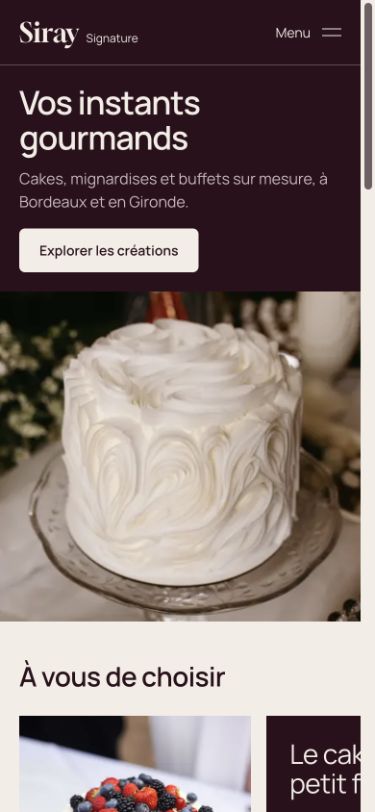 Siray Signature
Menu
Vos instants
gourmands
Cakes, mignardises et buffets sur mesure, à
Bordeaux et en Gironde.
Explorer les créations
À vous de choisir
Le cak
petit f